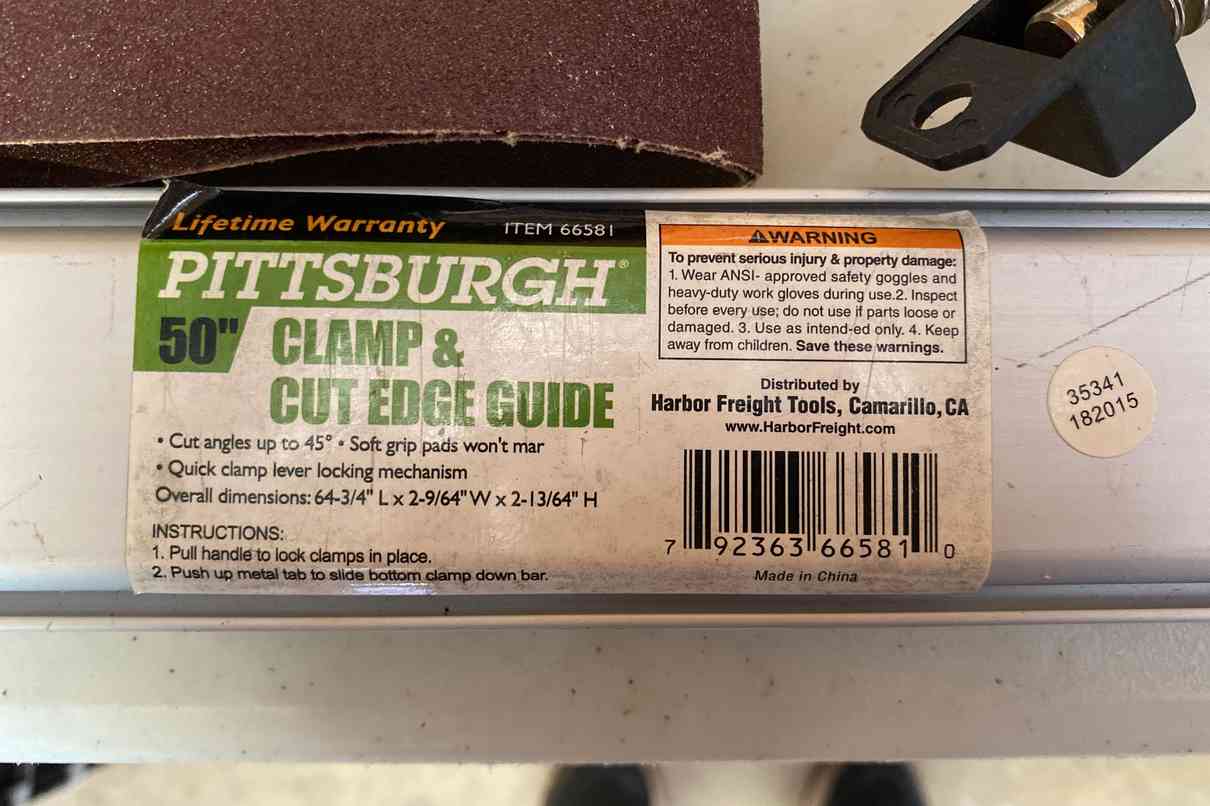 Lifetime Warranty ITEM 66581
PITTSBURGH®
50" CLAMP &
CUT EDGE GUIDE
• Cut angles up to 45° • Soft grip pads won't mar
• Quick clamp lever locking mechanism
Overall dimensions: 64-3/4" L x 2-9/64" W x 2-13/64" H
INSTRUCTIONS:
1. Pull handle to lock clamps in place.
2. Push up metal tab to slide bottom clamp down bar.
⚠WARNING
To prevent serious injury & property damage:
1. Wear ANSI- approved safety goggles and
heavy-duty work gloves during use.2. Inspect
before every use; do not use if parts loose or
damaged. 3. Use as intend-ed only. 4. Keep
away from children. Save these warnings.
Distributed by
Harbor Freight Tools, Camarillo, CA
www.HarborFreight.com
7 92363 66581 0
Made in China
35341
182015